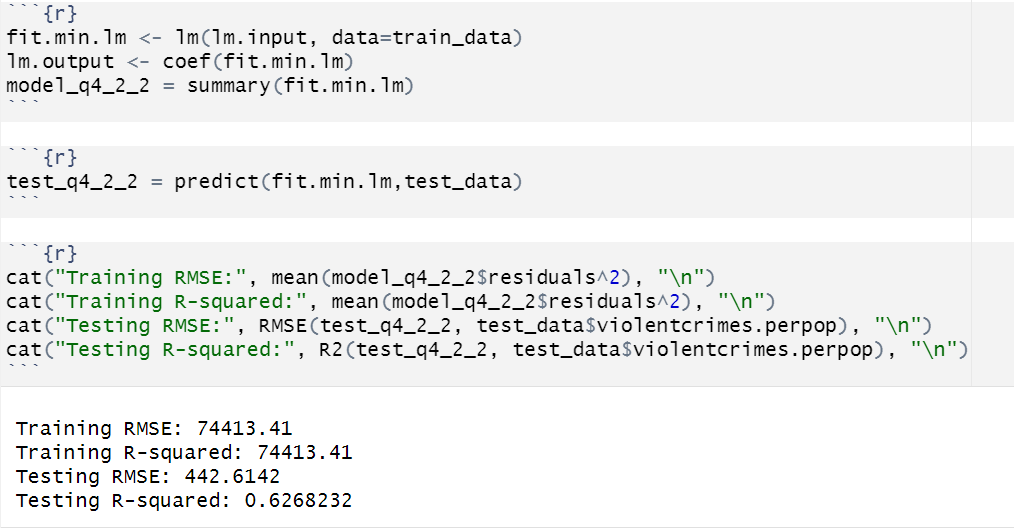 ```{r}
fit.min.lm <- lm(lm.input, data=train_data)
lm.output <- coef(fit.min.lm)
model_q4_2_2 = summary(fit.min.lm)
```
```{r}
test_q4_2_2 = predict(fit.min.lm,test_data)
```
```{r}
cat("Training RMSE:", mean(model_q4_2_2$residuals^2), "\n")
cat("Training R-squared:", mean(model_q4_2_2$residuals^2), "\n")
cat("Testing RMSE:", RMSE(test_q4_2_2, test_data$violentcrimes.perpop), "\n")
cat("Testing R-squared:", R2(test_q4_2_2, test_data$violentcrimes.perpop), "\n")
```
Training RMSE: 74413.41
Training R-squared: 74413.41
Testing RMSE: 442.6142
Testing R-squared: 0.6268232